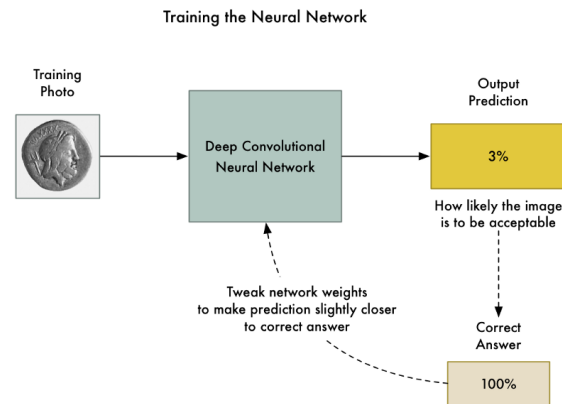 Training the Neural Network
Training
Photo
Deep Convolutional
Neural Network
Output
Prediction
3%
How likely the image
is to be acceptable
Tweak network weights
to make prediction slightly closer
to correct answer
Correct
Answer
100%